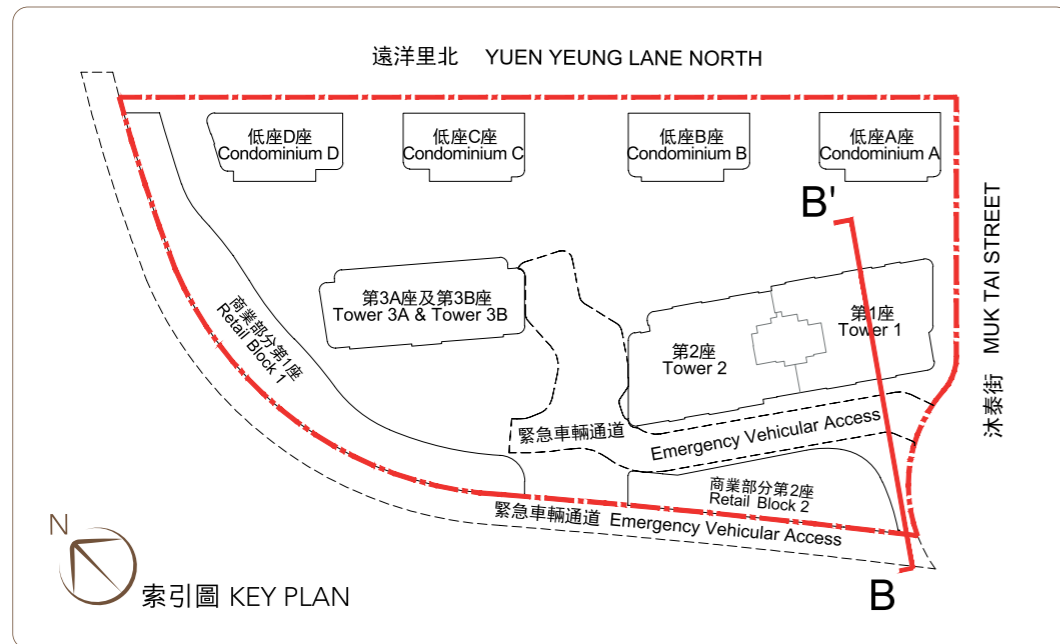 遠洋里北 YUEN YEUNG LANE NORTH
低座D座
Condominium D
低座C座
Condominium C
低座B座
Condominium B
低座A座
Condominium A
B'
沐泰街 MUK TAI STREET
商業部分第1座
Retail Block 1
第3A座及第3B座
Tower 3A & Tower 3B
第1座
Tower 1
第2座
Tower 2
緊急車輛通道 Emergency Vehicular Access
商業部分第2座
Retail Block 2
緊急車輛通道 Emergency Vehicular Access
B
N
索引圖 KEY PLAN